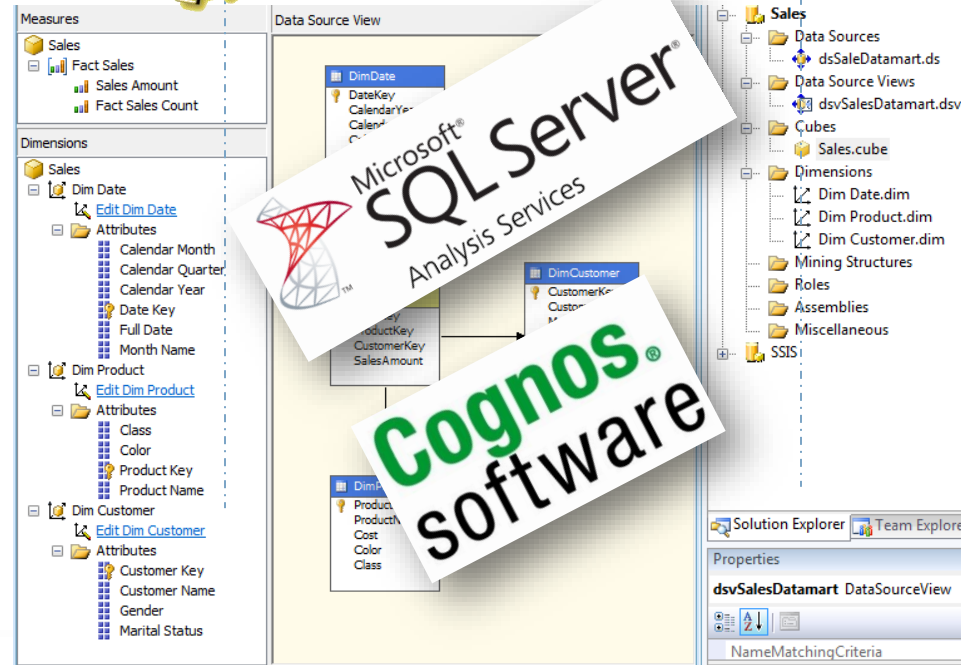 Measures
Sales
Fact Sales
Sales Amount
Fact Sales Count
Dimensions
Sales
Dim Date
Edit Dim Date
Attributes
Calendar Month
Calendar Quarter
Calendar Year
Date Key
Full Date
Month Name
Dim Product
Edit Dim Product
Attributes
Class
Color
Product Key
Product Name
Dim Customer
Edit Dim Customer
Attributes
Customer Key
Customer Name
Gender
Marital Status
Data Source View
DimDate
DateKey
Microsoft®
SQL Server®
Analysis Services
TM
DimCustomer
CustomerKey
SalesAmount
Cognos®
software
Cost
Color
Class
Sales
Data Sources
dsSaleDatamart.ds
Data Source Views
dsvSalesDatamart.dsv
Cubes
Sales.cube
Dimensions
Dim Date.dim
Dim Product.dim
Dim Customer.dim
Mining Structures
Roles
Assemblies
Miscellaneous
SSIS
Solution Explorer
Team Explore
Properties
dsvSalesDatamart DataSourceView
NameMatchingCriteria